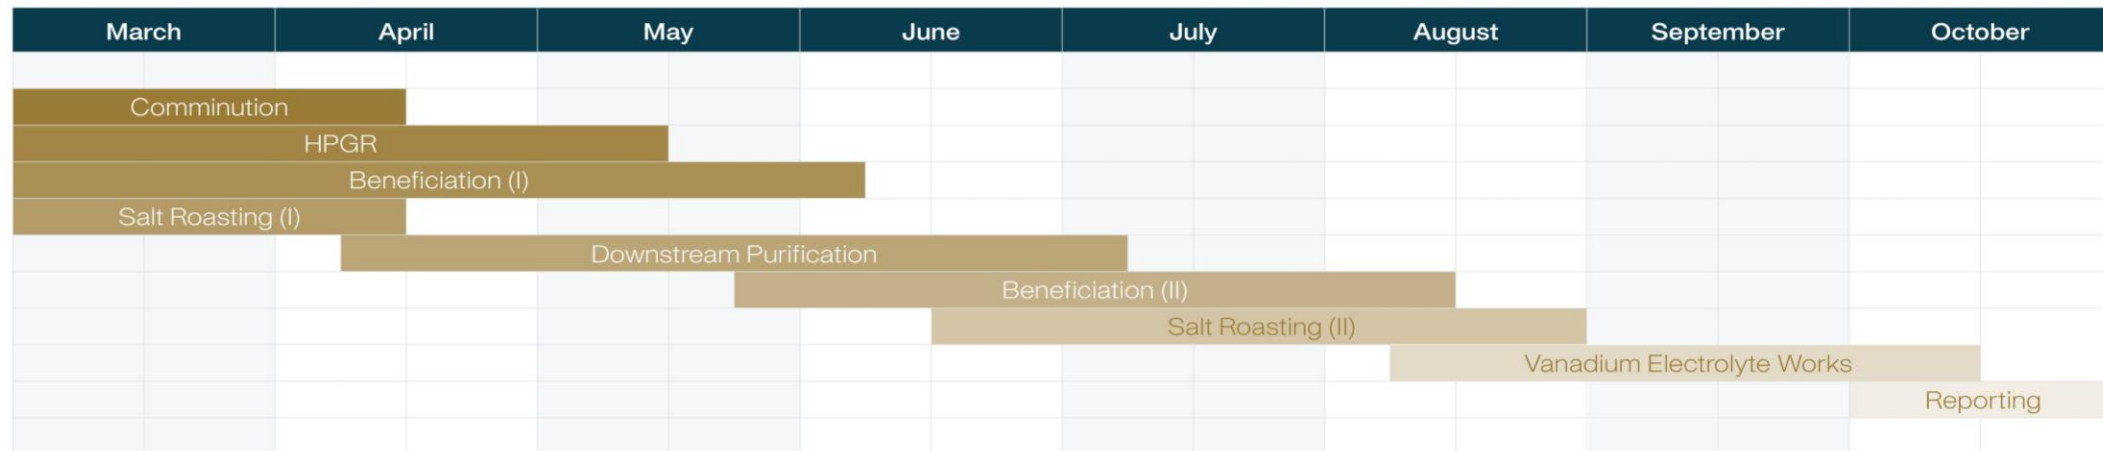 March April May June July August September October
Comminution
HPGR
Beneficiation (I)
Salt Roasting (I)
Downstream Purification
Beneficiation (II)
Salt Roasting (II)
Vanadium Electrolyte Works
Reporting